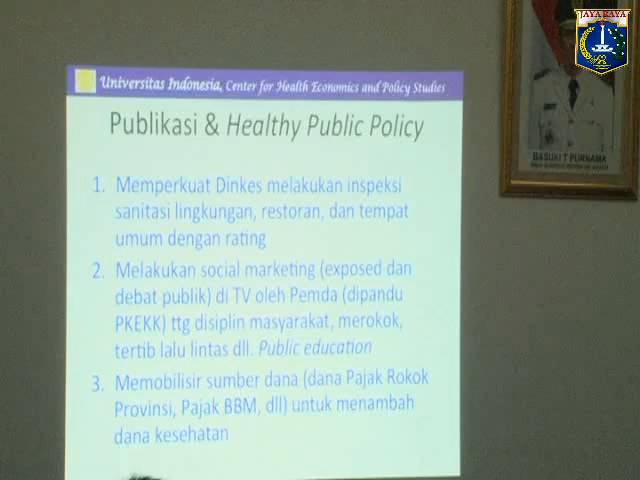 JAYA RAYA
Universitas Indonesia, Center for Health Economics and Policy Studies
Publikasi & Healthy Public Policy
1. Memperkuat Dinkes melakukan inspeksi
sanitasi lingkungan, restoran, dan tempat
umum dengan rating
2. Melakukan social marketing (exposed dan
debat publik) di TV oleh Pemda (dipandu
PKEKK) ttg disiplin masyarakat, merokok,
tertib lalu lintas dll. Public education
3. Memobilisir sumber dana (dana Pajak Rokok
Provinsi, Pajak BBM, dll) untuk menambah
dana kesehatan
BASUKI T PURNAMA